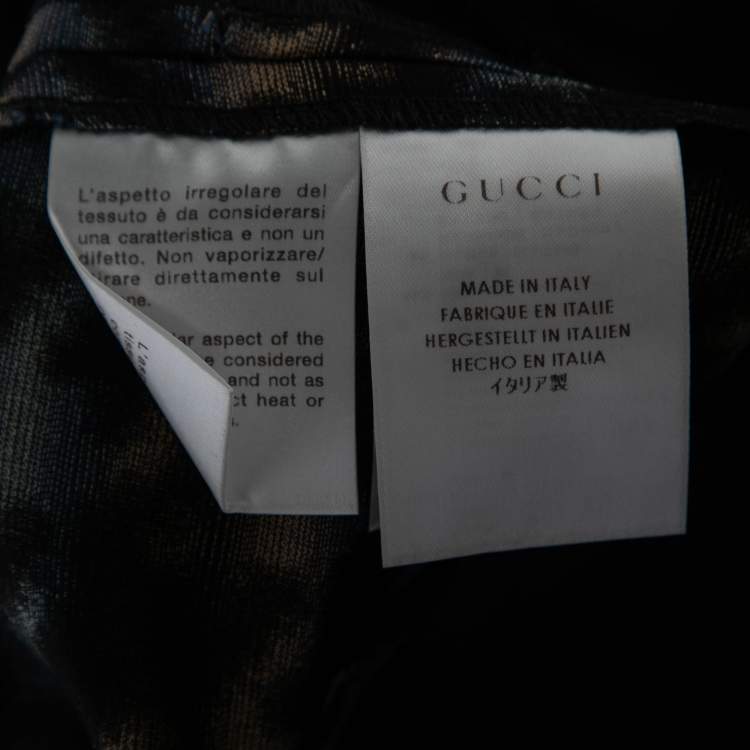 L'aspetto irregolare del
tessuto è da considerarsi
una caratteristica e non un
difetto. Non vaporizzare/
direttamente sul
aspect of the
considered
and not as
heat or
GUCCI
MADE IN ITALY
FABRIQUE EN ITALIE
HERGESTELLT IN ITALIEN
HECHO EN ITALIA
イタリア製